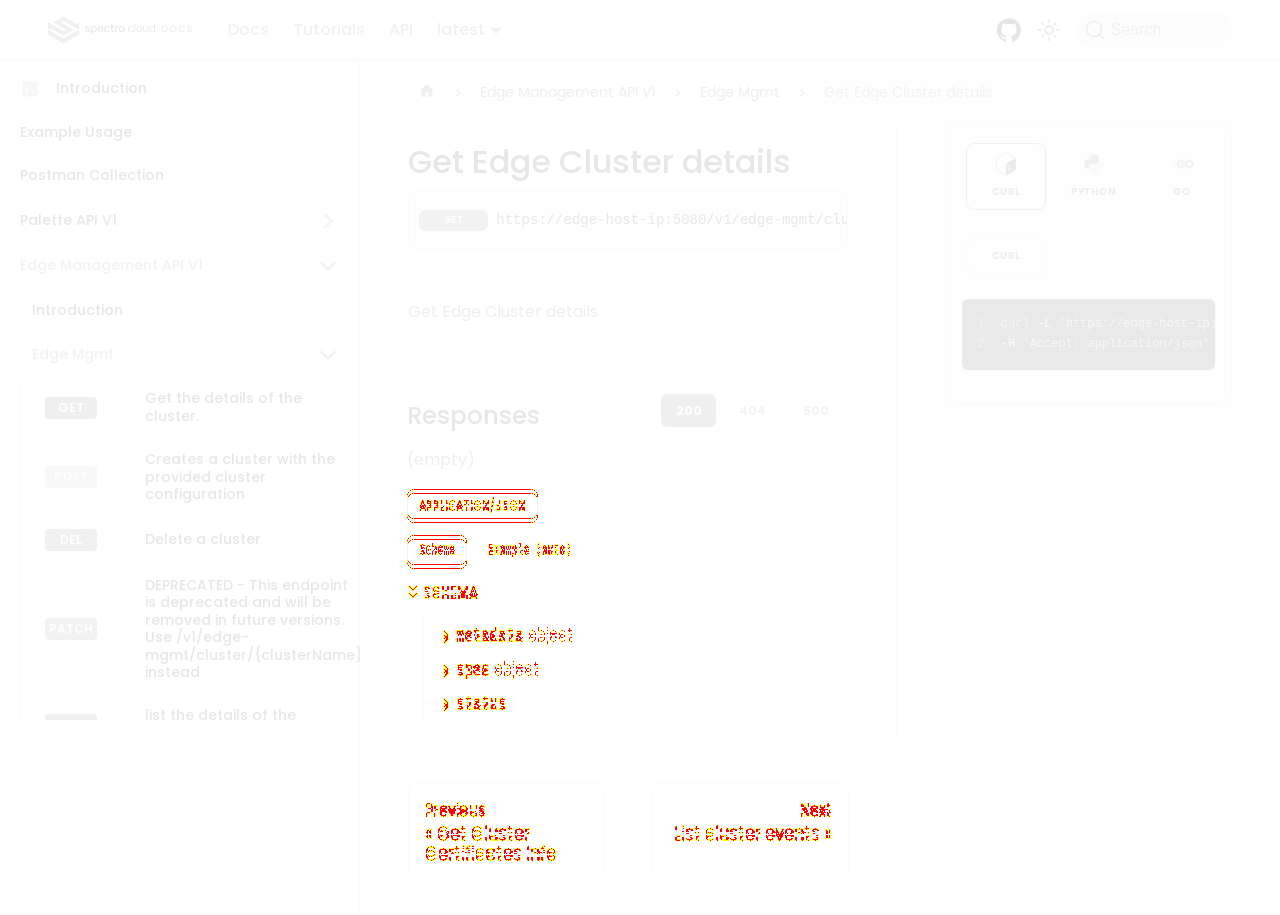 spectro cloud DOCS
Docs
Tutorials
API
latest
Search
Introduction
Example Usage
Postman Collection
Palette API V1
Edge Management API V1
Introduction
Edge Mgmt
GET
Get the details of the
cluster.
POST
Creates a cluster with the
provided cluster
configuration
DEL
Delete a cluster
PATCH
DEPRECATED - This endpoint
is deprecated and will be
removed in future versions.
Use /v1/edge-
mgmt/cluster/{clusterName}
instead
list the details of the
Edge Management API V1
Edge Mgmt
Get Edge Cluster details
Get Edge Cluster details
GET
https://edge-host-ip:5080/v1/edge-mgmt/clu
Get Edge Cluster details
Responses
200
404
500
(empty)
APPLICATION/JSON
Schema
Example (auto)
SCHEMA
metadata object
spec object
status
Previous
« Get Cluster
Certificates Info
Next
List cluster events »
CURL
PYTHON
GO
GO
CURL
1 curl -L 'https://edge-host-ip:
2 -H 'Accept: application/json'